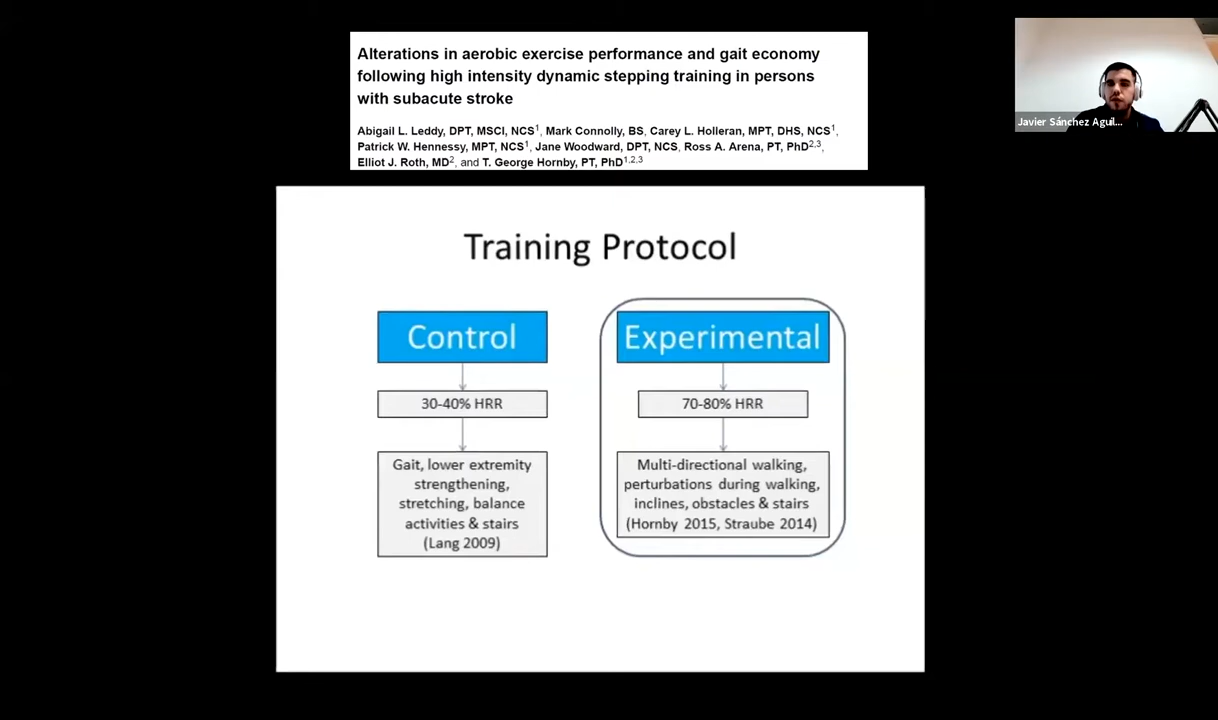 Alterations in aerobic exercise performance and gait economy
following high intensity dynamic stepping training in persons
with subacute stroke
Abigail L. Leddy, DPT, MSCI, NCS1, Mark Connolly, BS, Carey L. Holleran, MPT, DHS, NCS1,
Patrick W. Hennessy, MPT, NCS1, Jane Woodward, DPT, NCS, Ross A. Arena, PT, PhD2,3,
Elliot J. Roth, MD2, and T. George Hornby, PT, PhD1,2,3
Javier Sánchez Aguil...
Training Protocol
Control
30-40% HRR
Gait, lower extremity
strengthening,
stretching, balance
activities & stairs
(Lang 2009)
Experimental
70-80% HRR
Multi-directional walking,
perturbations during walking,
inclines, obstacles & stairs
(Hornby 2015, Straube 2014)